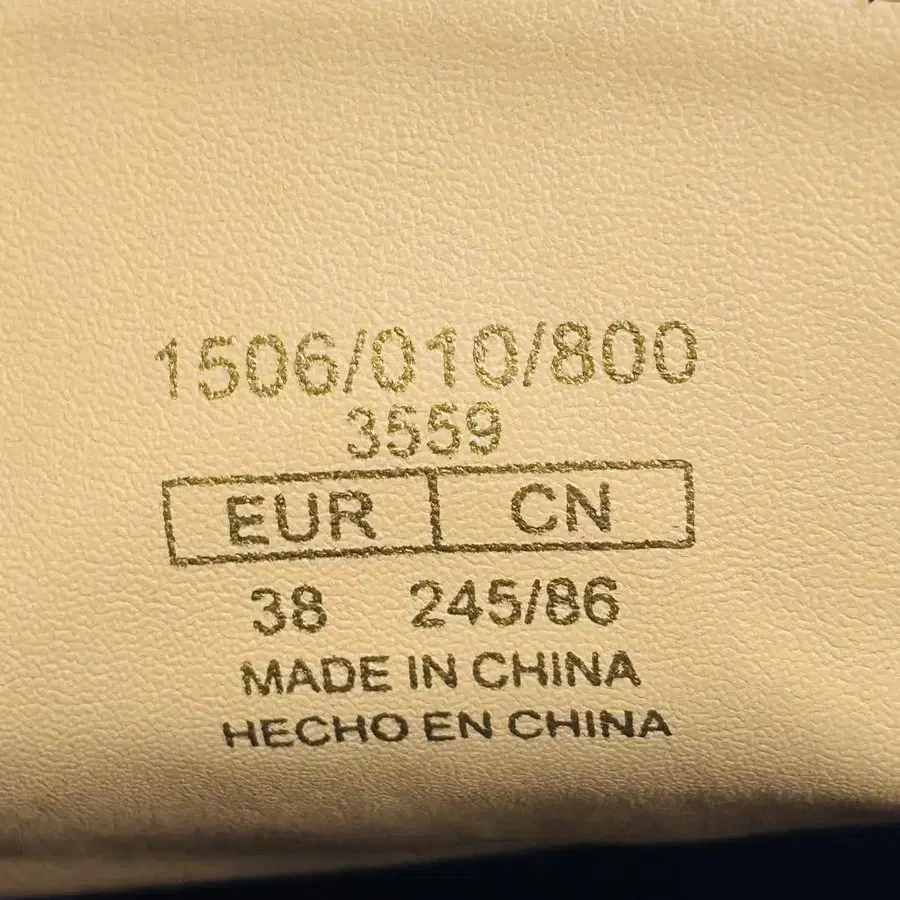 1506/010/800
3559
EUR CN
38 245/86
MADE IN CHINA
HECHO EN CHINA